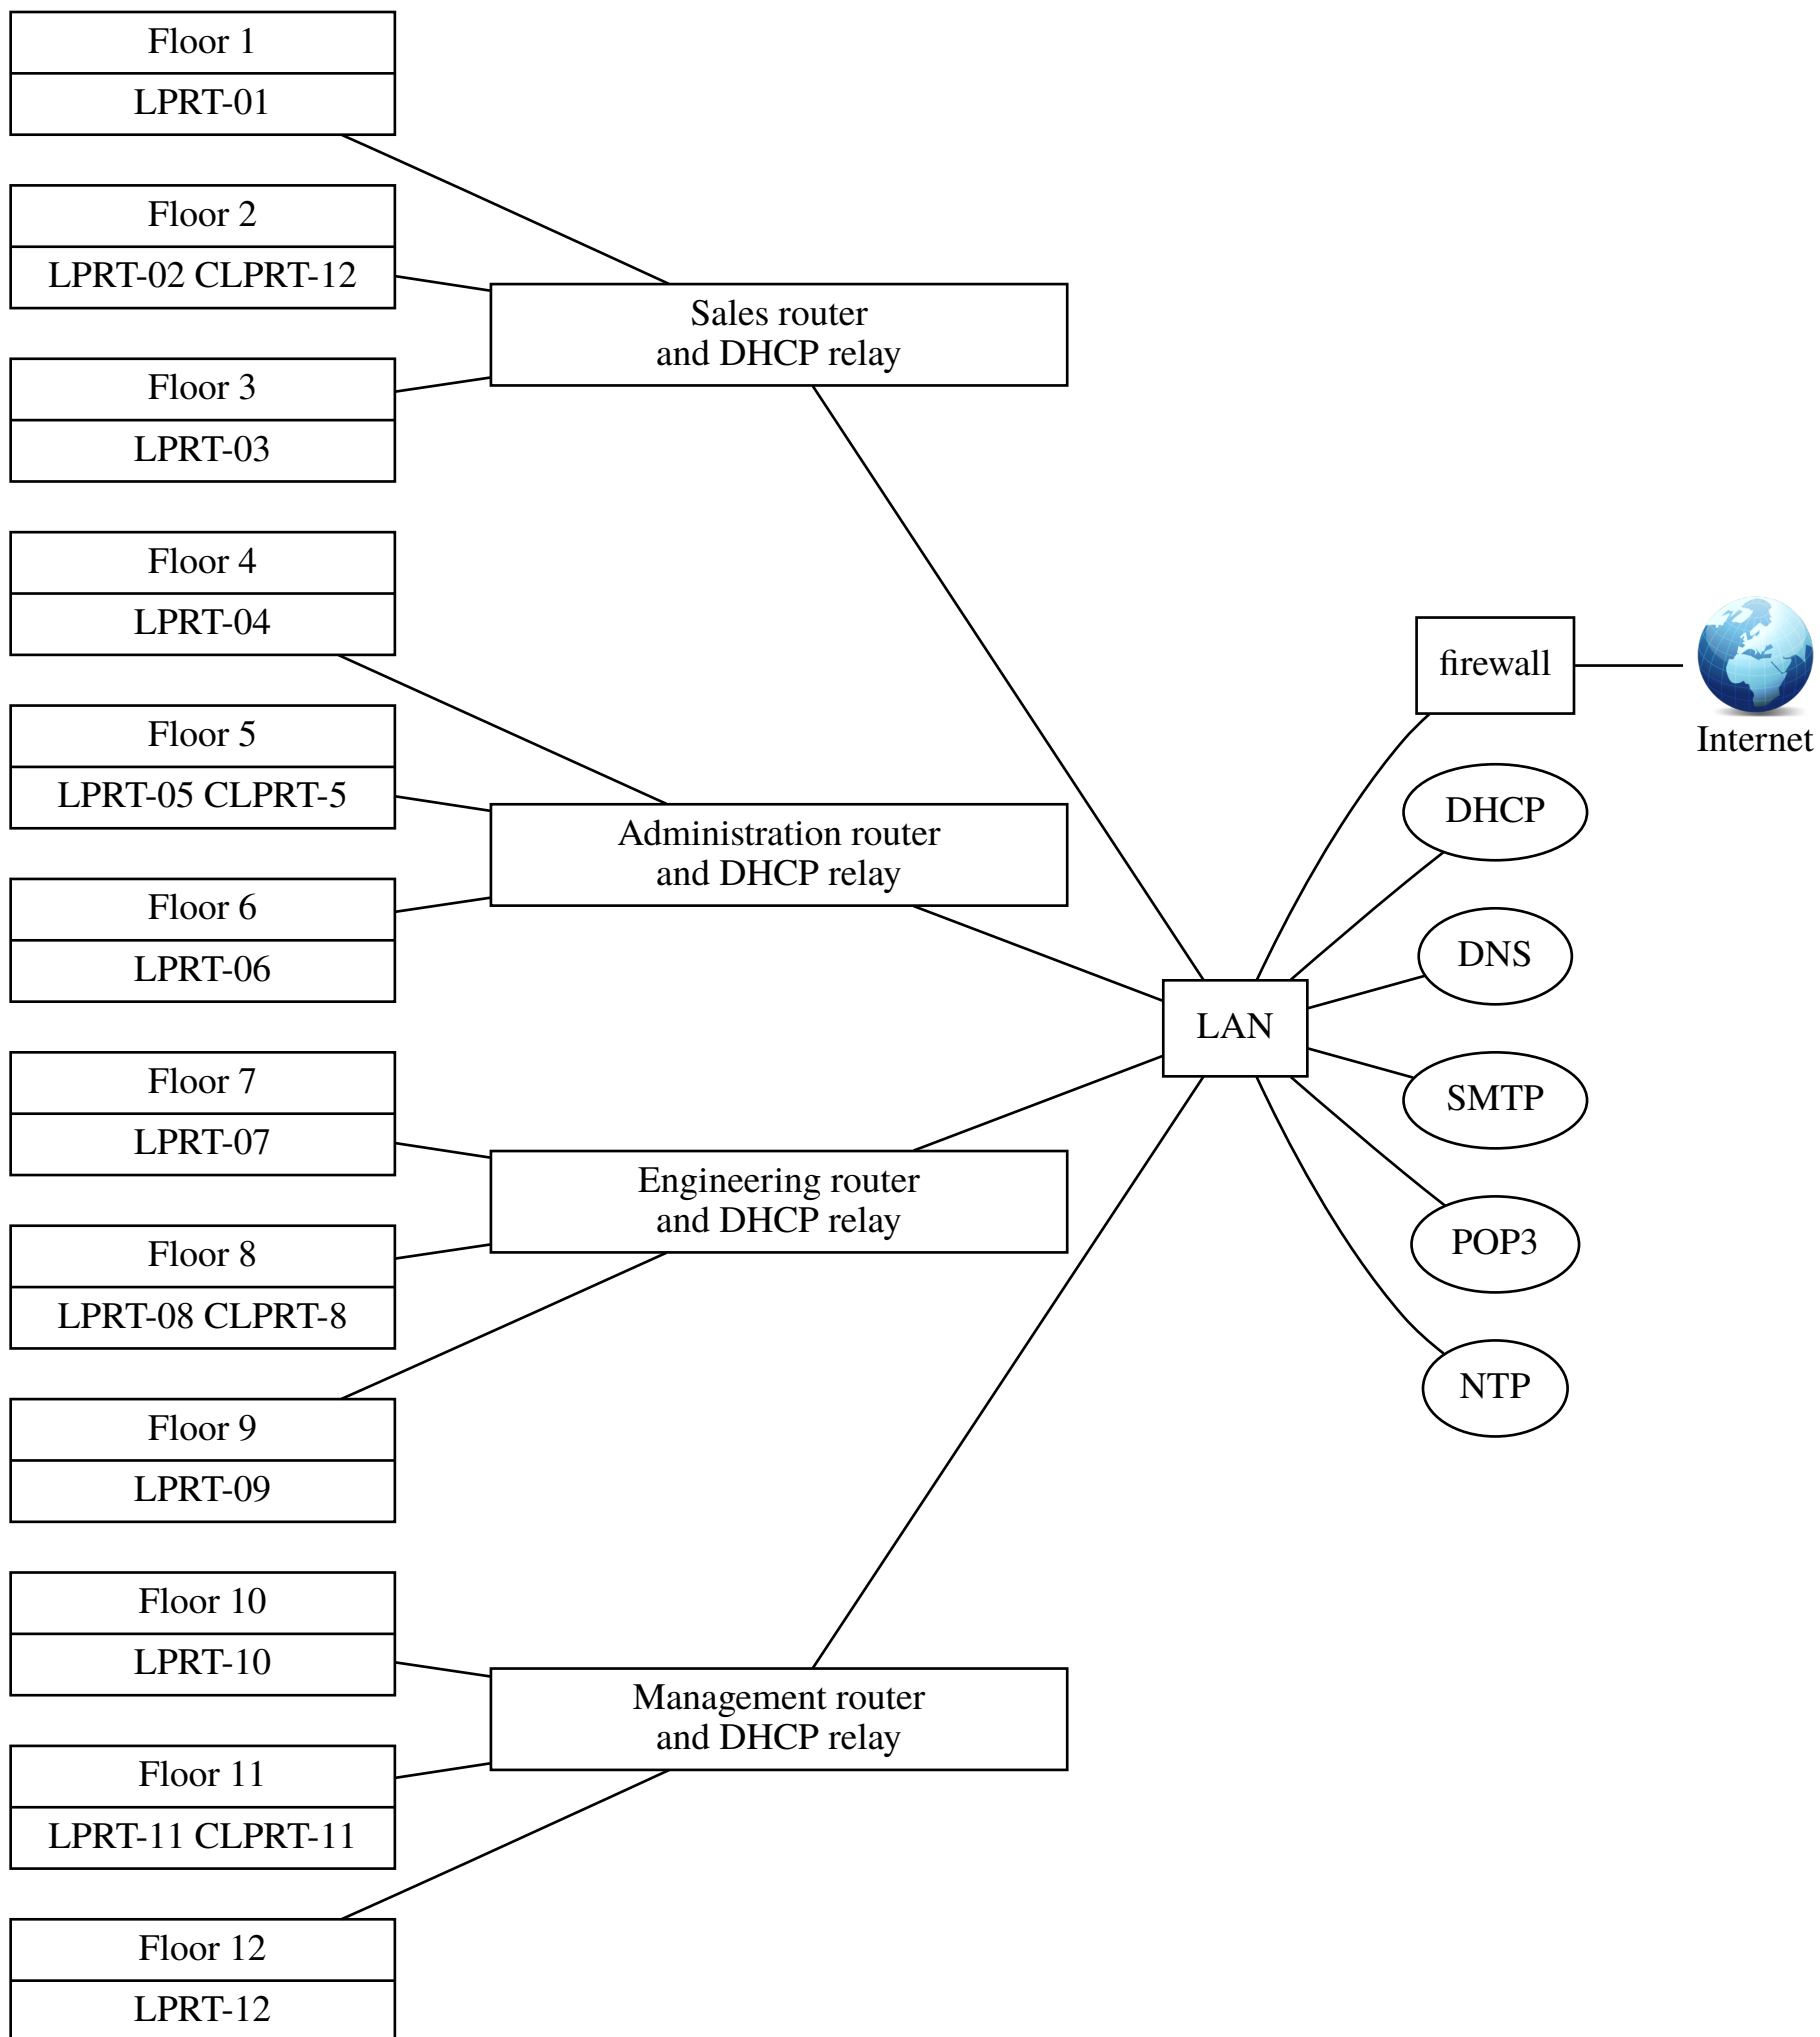 Floor 1
LPRT-01
Floor 2
LPRT-02 CLPRT-12
Floor 3
LPRT-03
Floor 4
LPRT-04
Floor 5
LPRT-05 CLPRT-5
Floor 6
LPRT-06
Floor 7
LPRT-07
Floor 8
LPRT-08 CLPRT-8
Floor 9
LPRT-09
Floor 10
LPRT-10
Floor 11
LPRT-11 CLPRT-11
Floor 12
LPRT-12
Sales router
and DHCP relay
Administration router
and DHCP relay
Engineering router
and DHCP relay
Management router
and DHCP relay
LAN
firewall
DHCP
DNS
SMTP
POP3
NTP
Internet